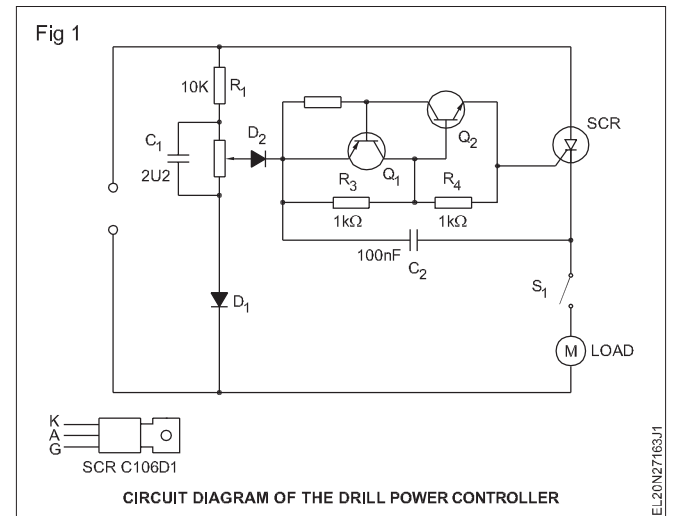 Fig 1
10K R1
C1
2U2
D2
Q2
SCR
Q1
R3
R4
1kΩ
1kΩ
100nF
C2
S1
D1
M LOAD
K
A
G
SCR C106D1
CIRCUIT DIAGRAM OF THE DRILL POWER CONTROLLER
EL20N27163J1